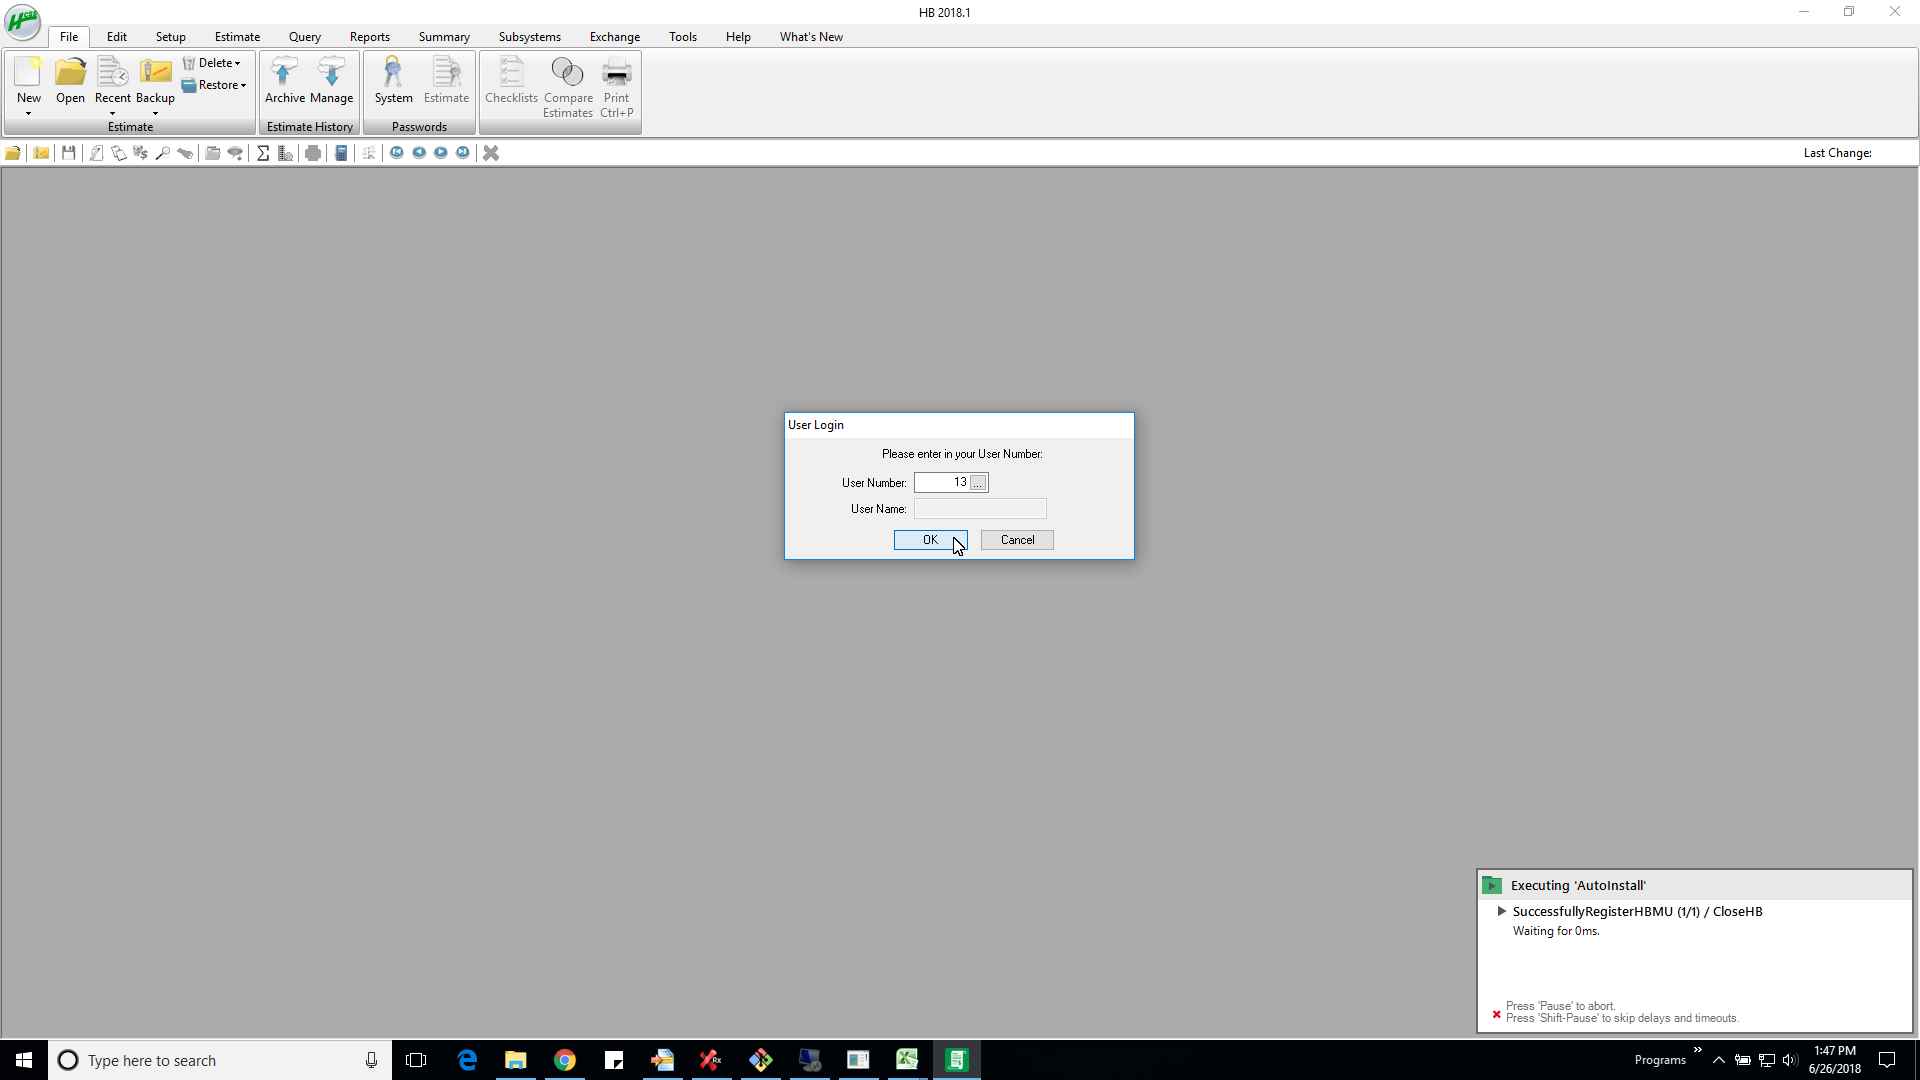 HB 2018.1
HCSS
File Edit Setup Estimate Query Reports Summary Subsystems Exchange Tools Help What's New
New Open Recent Backup Delete Restore
Estimate
Archive Manage
Estimate History
System Estimate
Passwords
Checklists Compare Estimates Print Ctrl+P
Last Change:
User Login
Please enter in your User Number:
User Number: 13 ...
User Name:
OK Cancel
Executing 'AutoInstall'
SuccessfullyRegisterHBMU (1/1) / CloseHB
Waiting for 0ms.
Press 'Pause' to abort.
Press 'Shift-Pause' to skip delays and timeouts.
Type here to search
Programs
1:47 PM
6/26/2018